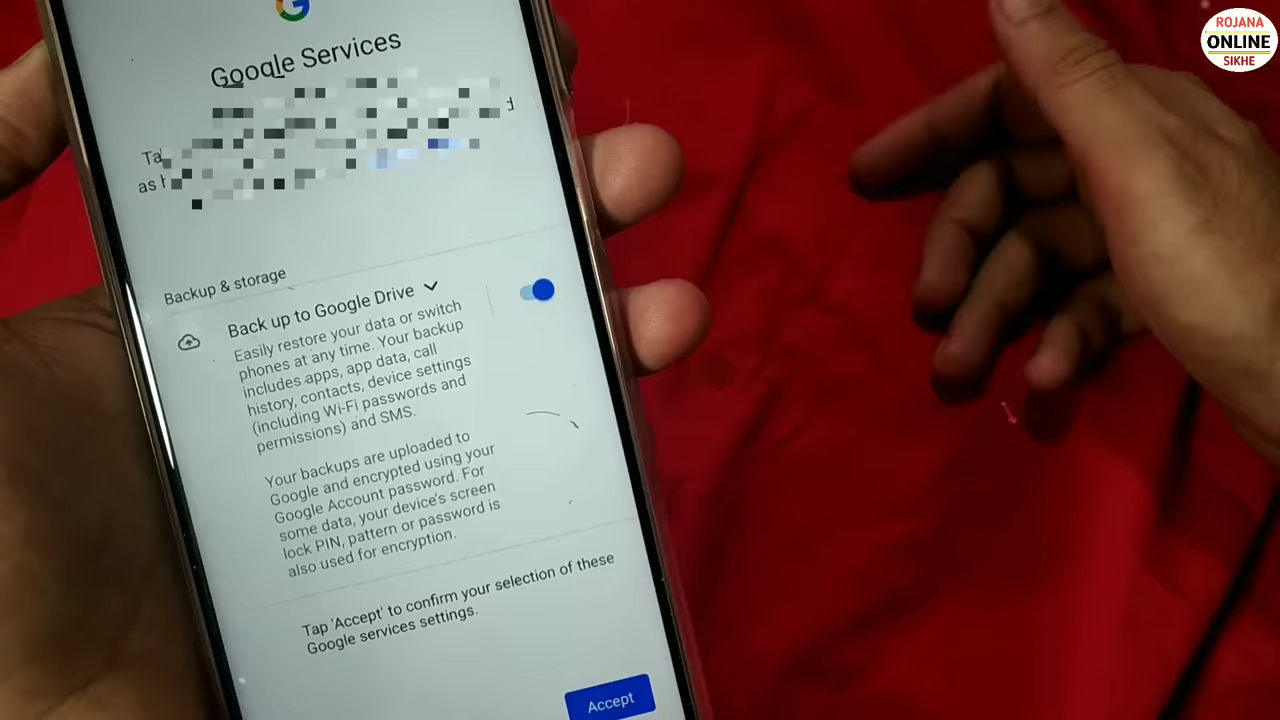 ROJANA
ONLINE
SIKHE
Google Services
Backup & storage
Back up to Google Drive
Easily restore your data or switch
phones at any time. Your backup
includes apps, app data, call
history, contacts, device settings
(including Wi-Fi passwords and
permissions) and SMS.
Your backups are uploaded to
Google and encrypted using your
Google Account password. For
some data, your device's screen
lock PIN, pattern or password is
also used for encryption.
Tap 'Accept' to confirm your selection of these
Google services settings.
Accept